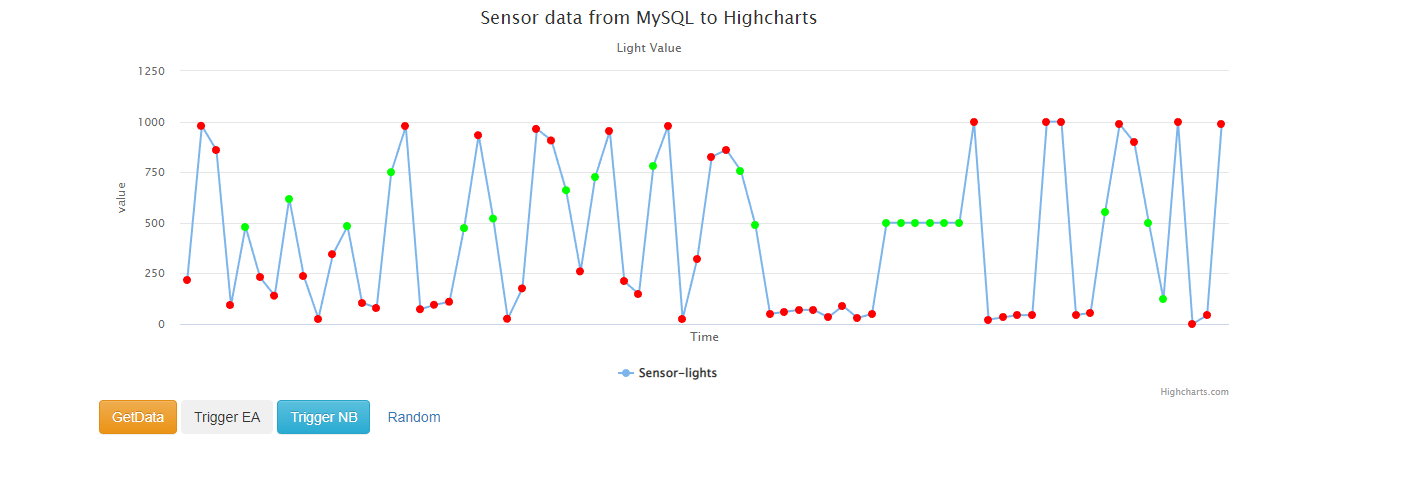 Sensor data from MySQL to Highcharts
Light Value
1250
1000
750
500
250
0
value
Time
Sensor-lights
Highcharts.com
GetData Trigger EA Trigger NB Random